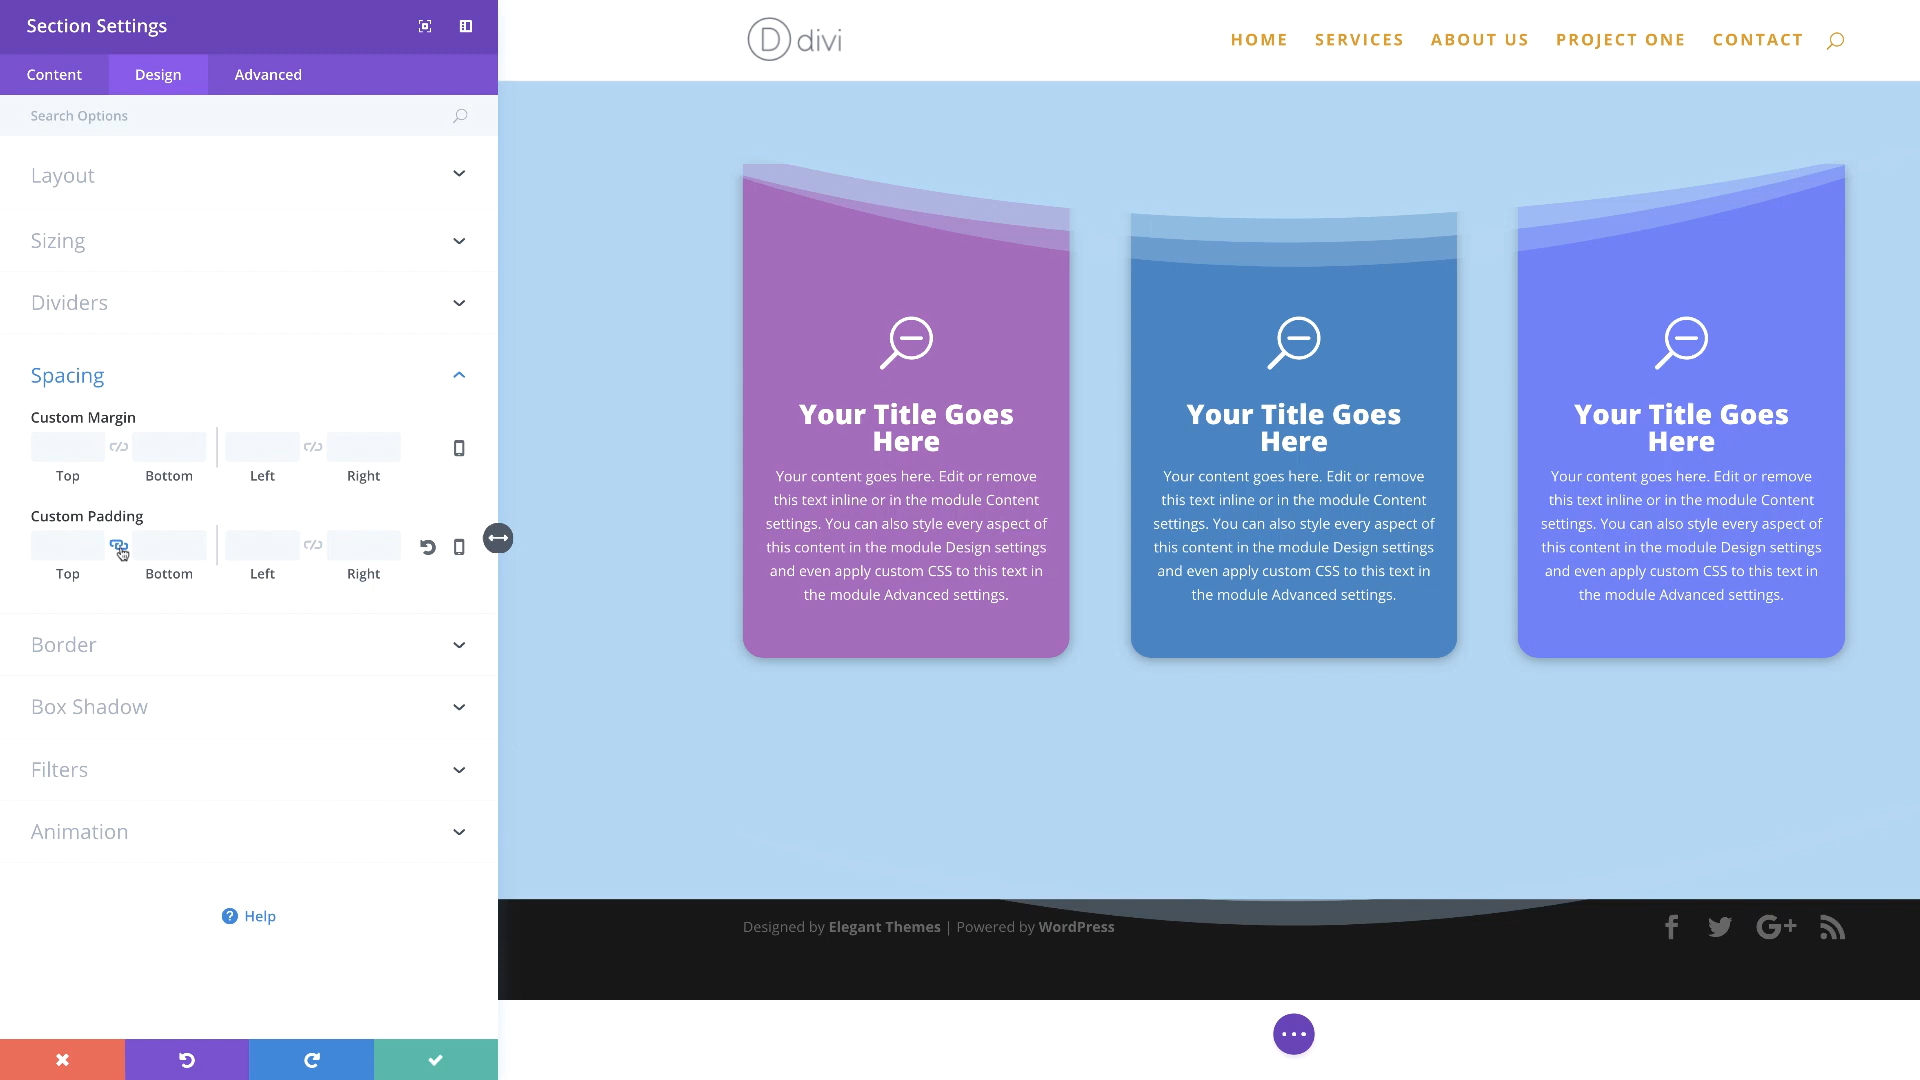 Section Settings
Content Design Advanced
Search Options
Layout
Sizing
Dividers
Spacing
Custom Margin
Top Bottom Left Right
Custom Padding
Top Bottom Left Right
Border
Box Shadow
Filters
Animation
? Help
D divi
HOME SERVICES ABOUT US PROJECT ONE CONTACT
Your Title Goes
Here
Your content goes here. Edit or remove
this text inline or in the module Content
settings. You can also style every aspect of
this content in the module Design settings
and even apply custom CSS to this text in
the module Advanced settings.
Your Title Goes
Here
Your content goes here. Edit or remove
this text inline or in the module Content
settings. You can also style every aspect of
this content in the module Design settings
and even apply custom CSS to this text in
the module Advanced settings.
Your Title Goes
Here
Your content goes here. Edit or remove
this text inline or in the module Content
settings. You can also style every aspect of
this content in the module Design settings
and even apply custom CSS to this text in
the module Advanced settings.
Designed by Elegant Themes | Powered by WordPress